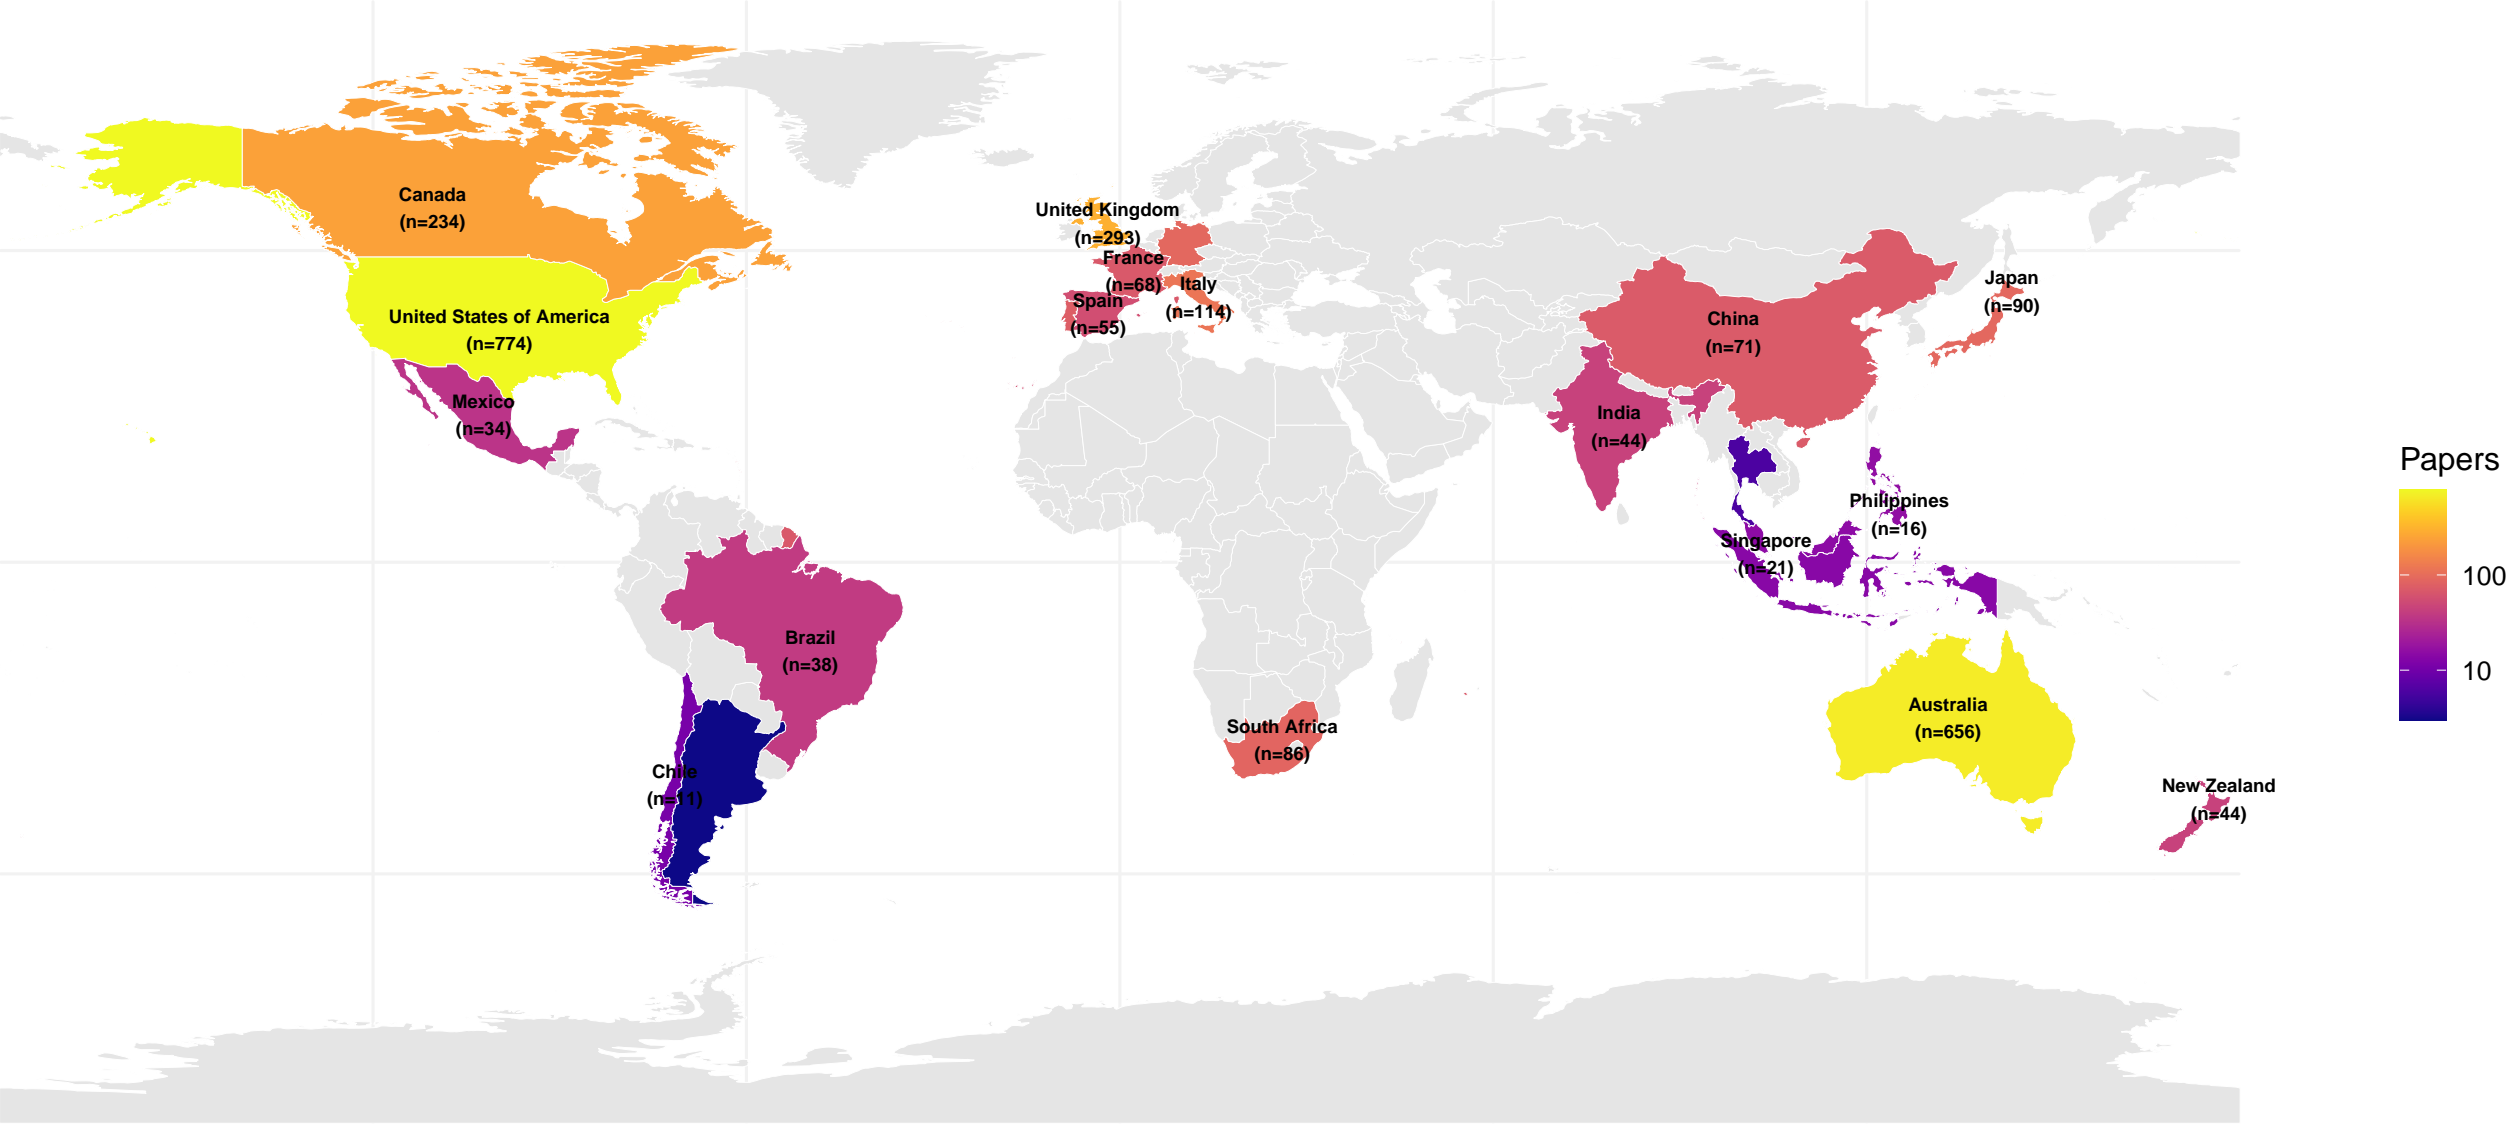 Canada
(n=234)
United Kingdom
(n=293)
France
(n=68)
Italy
(n=114)
Spain
(n=55)
Japan
(n=90)
United States of America
(n=774)
China
(n=71)
Mexico
(n=34)
India
(n=44)
Philippines
(n=16)
Singapore
(n=21)
Brazil
(n=38)
South Africa
(n=86)
Australia
(n=656)
Chile
(n=11)
New Zealand
(n=44)
Papers
100
10